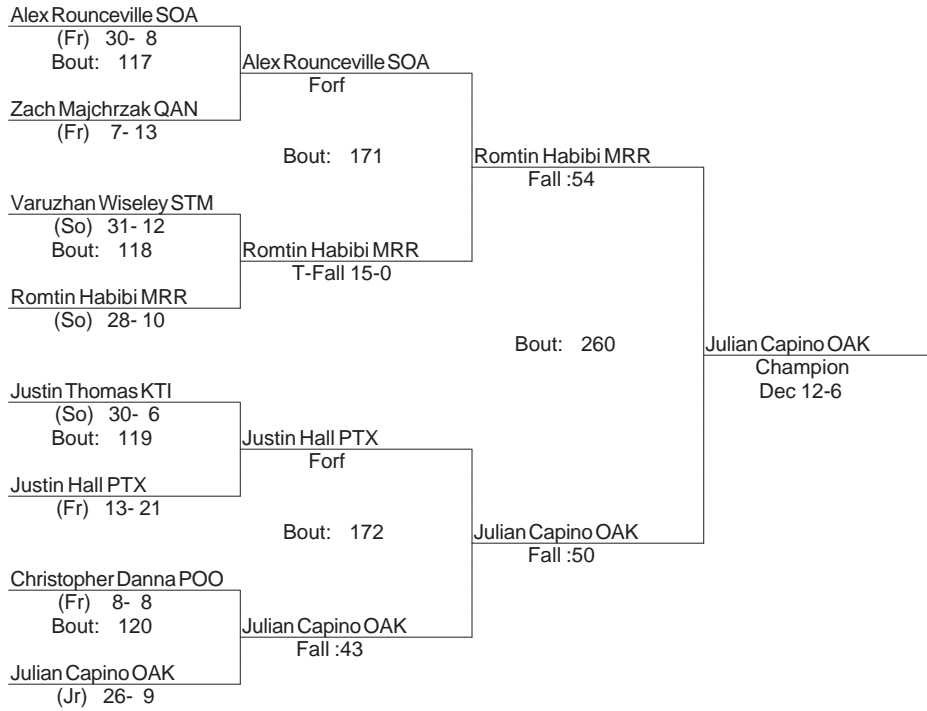 Alex Rounceville SOA
(Fr) 30- 8
Bout: 117
Alex Rounceville SOA
Forf
Zach Majchrzak QAN
(Fr) 7- 13
Bout: 171
Romtin Habibi MRR
Fall :54
Varuzhan Wiseley STM
(So) 31- 12
Bout: 118
Romtin Habibi MRR
T-Fall 15-0
Romtin Habibi MRR
(So) 28- 10
Bout: 260
Julian Capino OAK
Champion
Dec 12-6
Justin Thomas KTI
(So) 30- 6
Bout: 119
Justin Hall PTX
Forf
Justin Hall PTX
(Fr) 13- 21
Bout: 172
Julian Capino OAK
Fall :50
Christopher Danna POO
(Fr) 8- 8
Bout: 120
Julian Capino OAK
Fall :43
Julian Capino OAK
(Jr) 26- 9